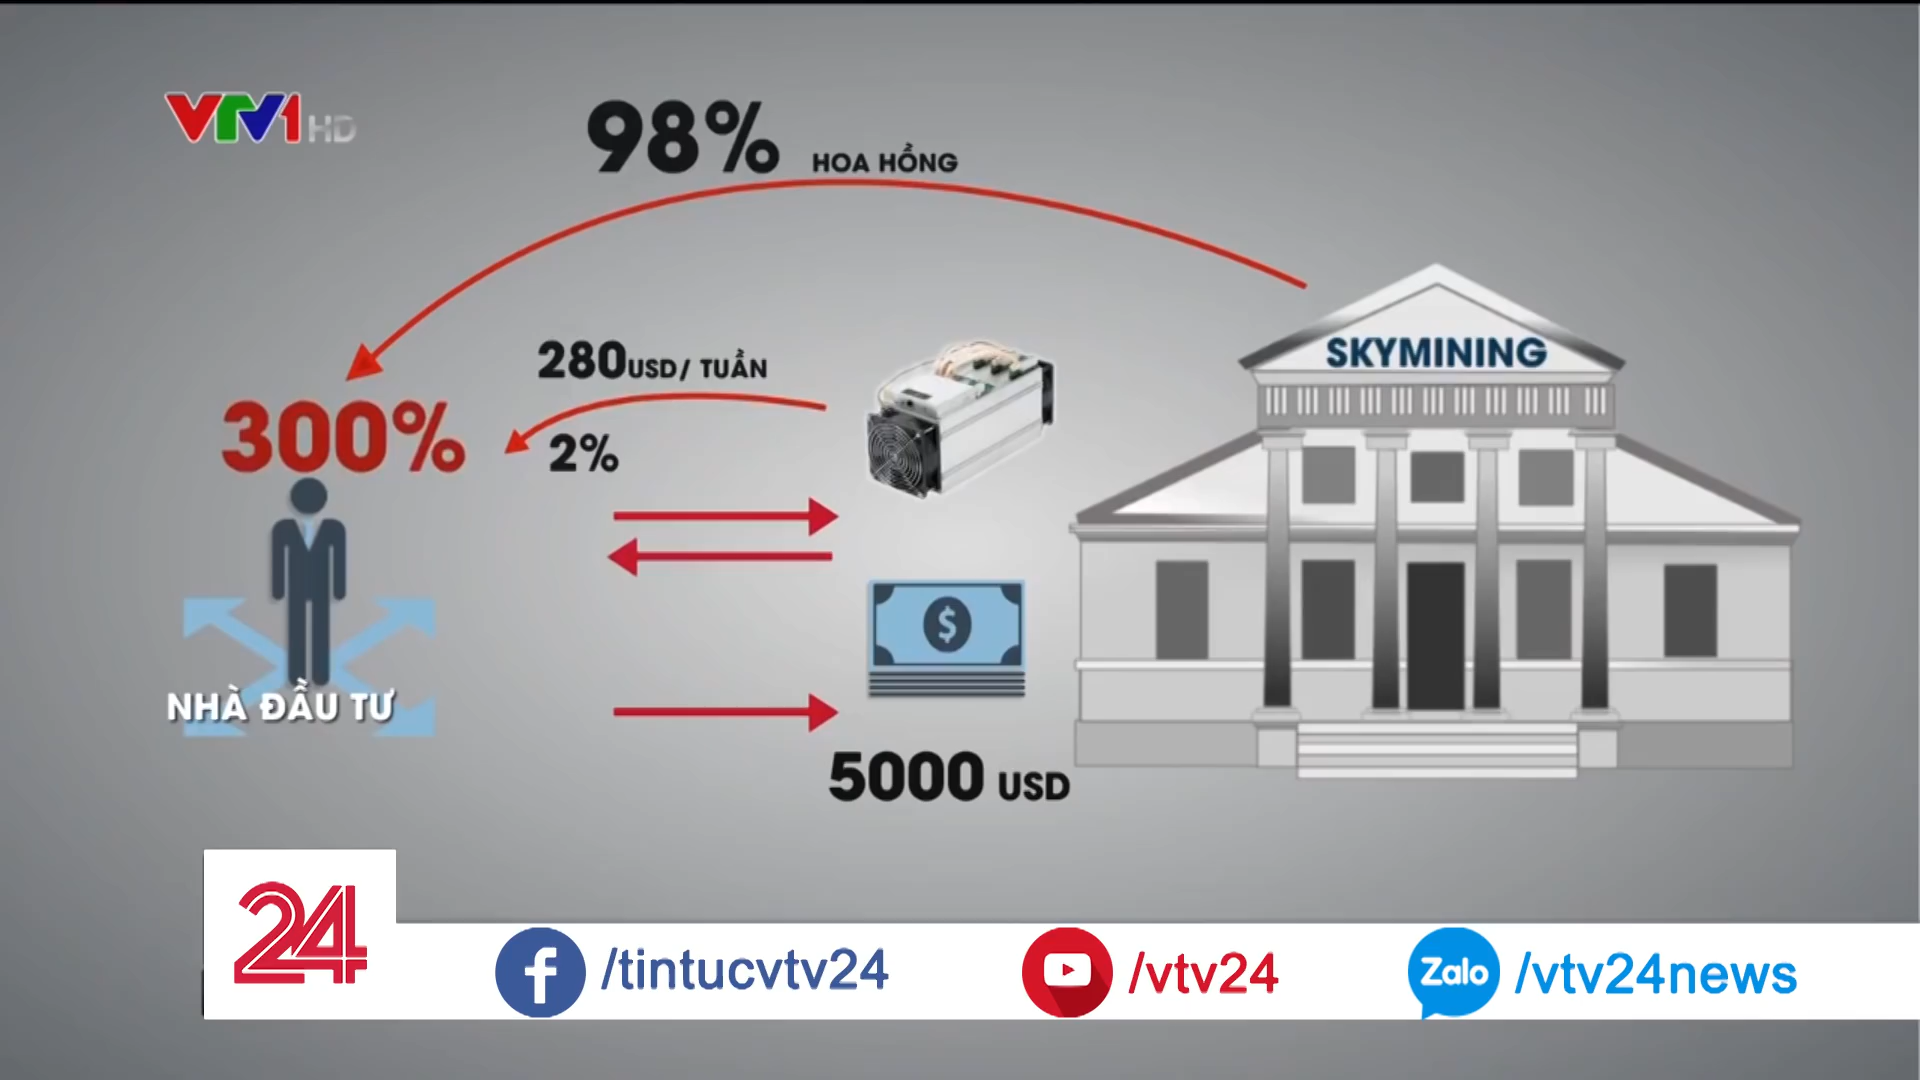 VTV1 HD
98% HOA HỒNG
280USD/ TUẦN
SKYMINING
300%
2%
$
NHÀ ĐẦU TƯ
5000 USD
24
f /tintucvtv24
/vtv24
Zalo /vtv24news